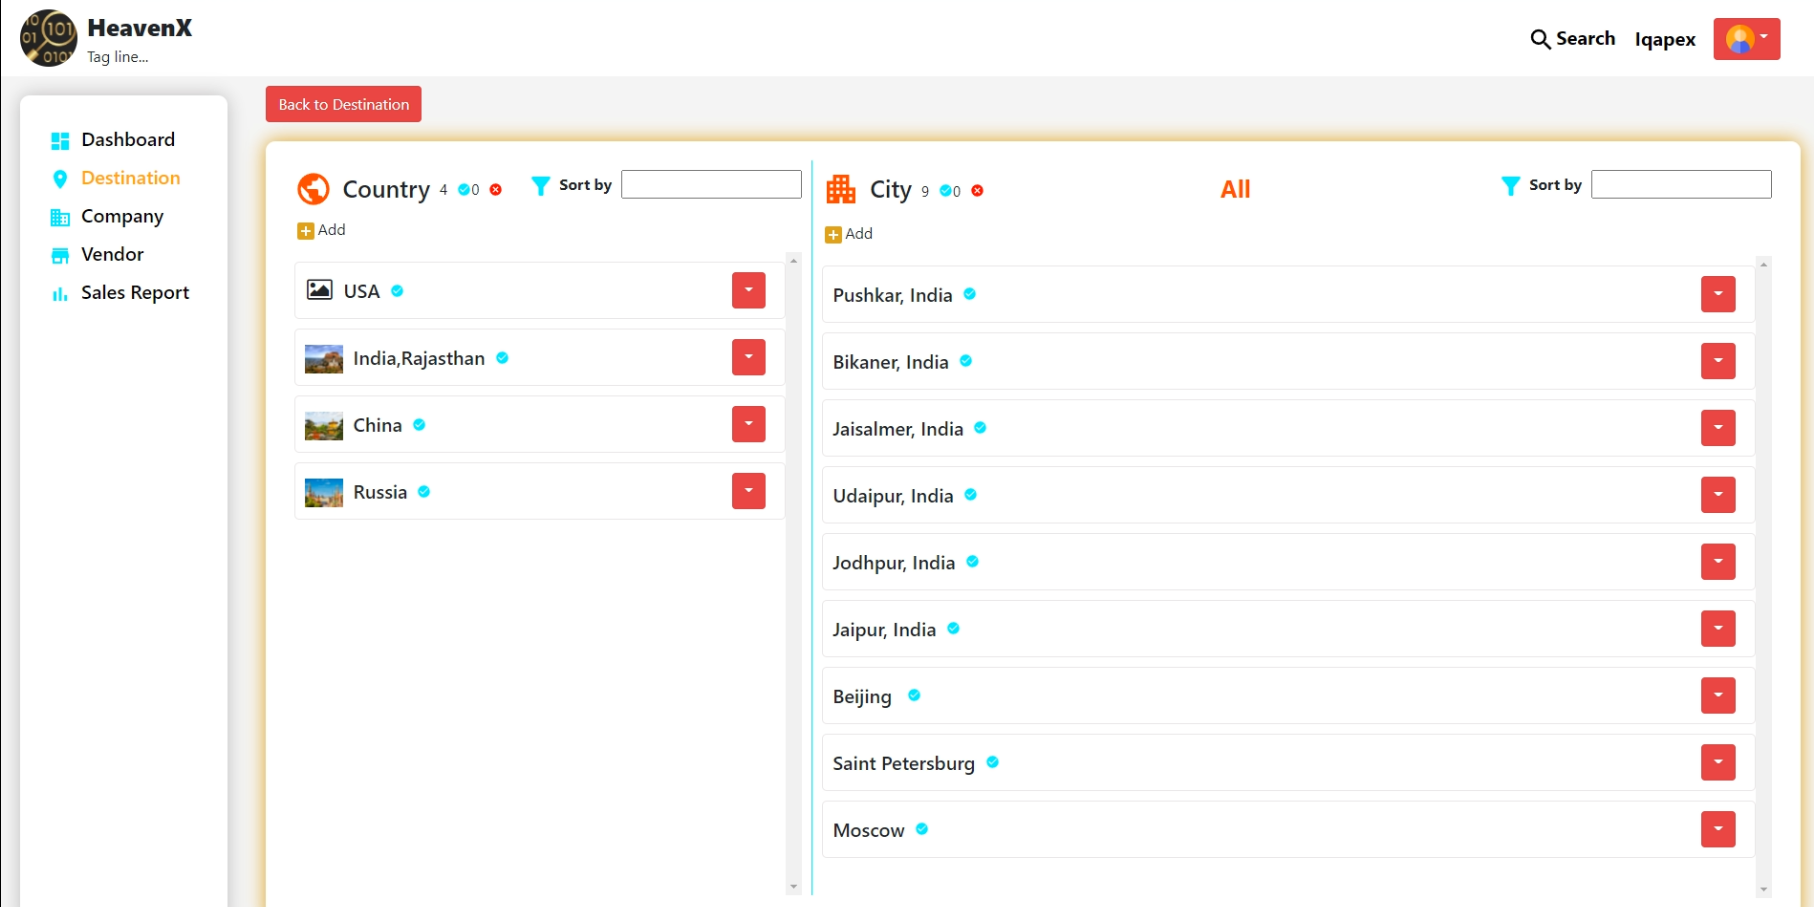 HeavenX
Tag line...
Search
Iqapex
Dashboard
Destination
Company
Vendor
Sales Report
Back to Destination
Country 4 0
Sort by
Add
USA
India,Rajasthan
China
Russia
City 9 0
All
Sort by
Add
Pushkar, India
Bikaner, India
Jaisalmer, India
Udaipur, India
Jodhpur, India
Jaipur, India
Beijing
Saint Petersburg
Moscow